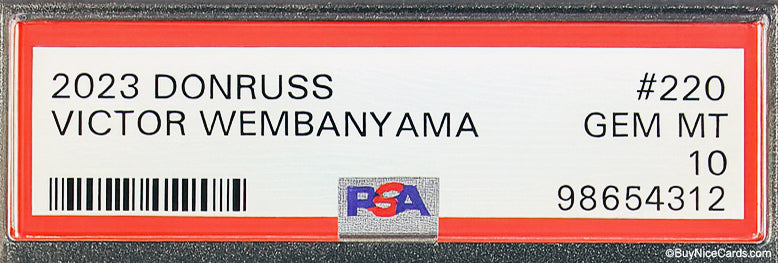 2023 DONRUSS #220
VICTOR WEMBANYAMA GEM MT
10
PSA 98654312
©BuyNiceCards.com